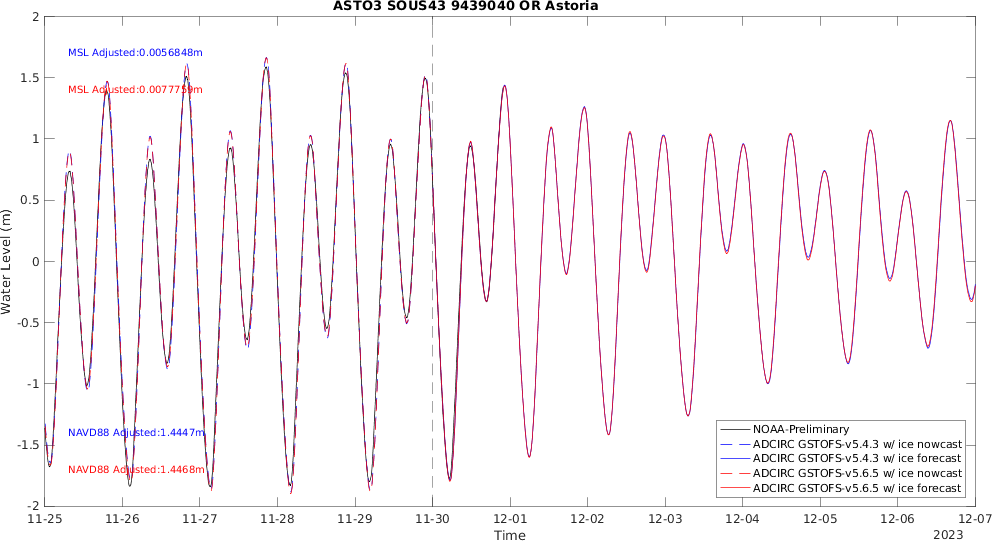 ASTO3 SOUS43 9439040 OR Astoria
2
1.5
1
0.5
0
-0.5
-1
-1.5
-2
Water Level (m)
MSL Adjusted:0.0056848m
MSL Adjusted:0.0077759m
NAVD88 Adjusted:1.4447m
NAVD88 Adjusted:1.4468m
NOAA-Preliminary
ADCIRC GSTOFS-v5.4.3 w/ ice nowcast
ADCIRC GSTOFS-v5.4.3 w/ ice forecast
ADCIRC GSTOFS-v5.6.5 w/ ice nowcast
ADCIRC GSTOFS-v5.6.5 w/ ice forecast
11-25 11-26 11-27 11-28 11-29 11-30 12-01 12-02 12-03 12-04 12-05 12-06 12-07
Time
2023